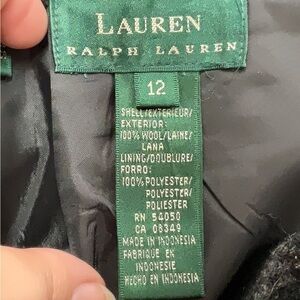 LAUREN
RALPH LAUREN
12
SHELL/EXTERIEUR/
EXTERIOR:
100% WOOL/LAINE/
LANA
LINING/DOUBLURE/
FORRO:
100% POLYESTER/
POLYESTER/
POLIESTER
RN 54050
CA 08349
MADE IN INDONESIA
FABRIQUE EN
INDONESIE
HECHO EN INDONESIA